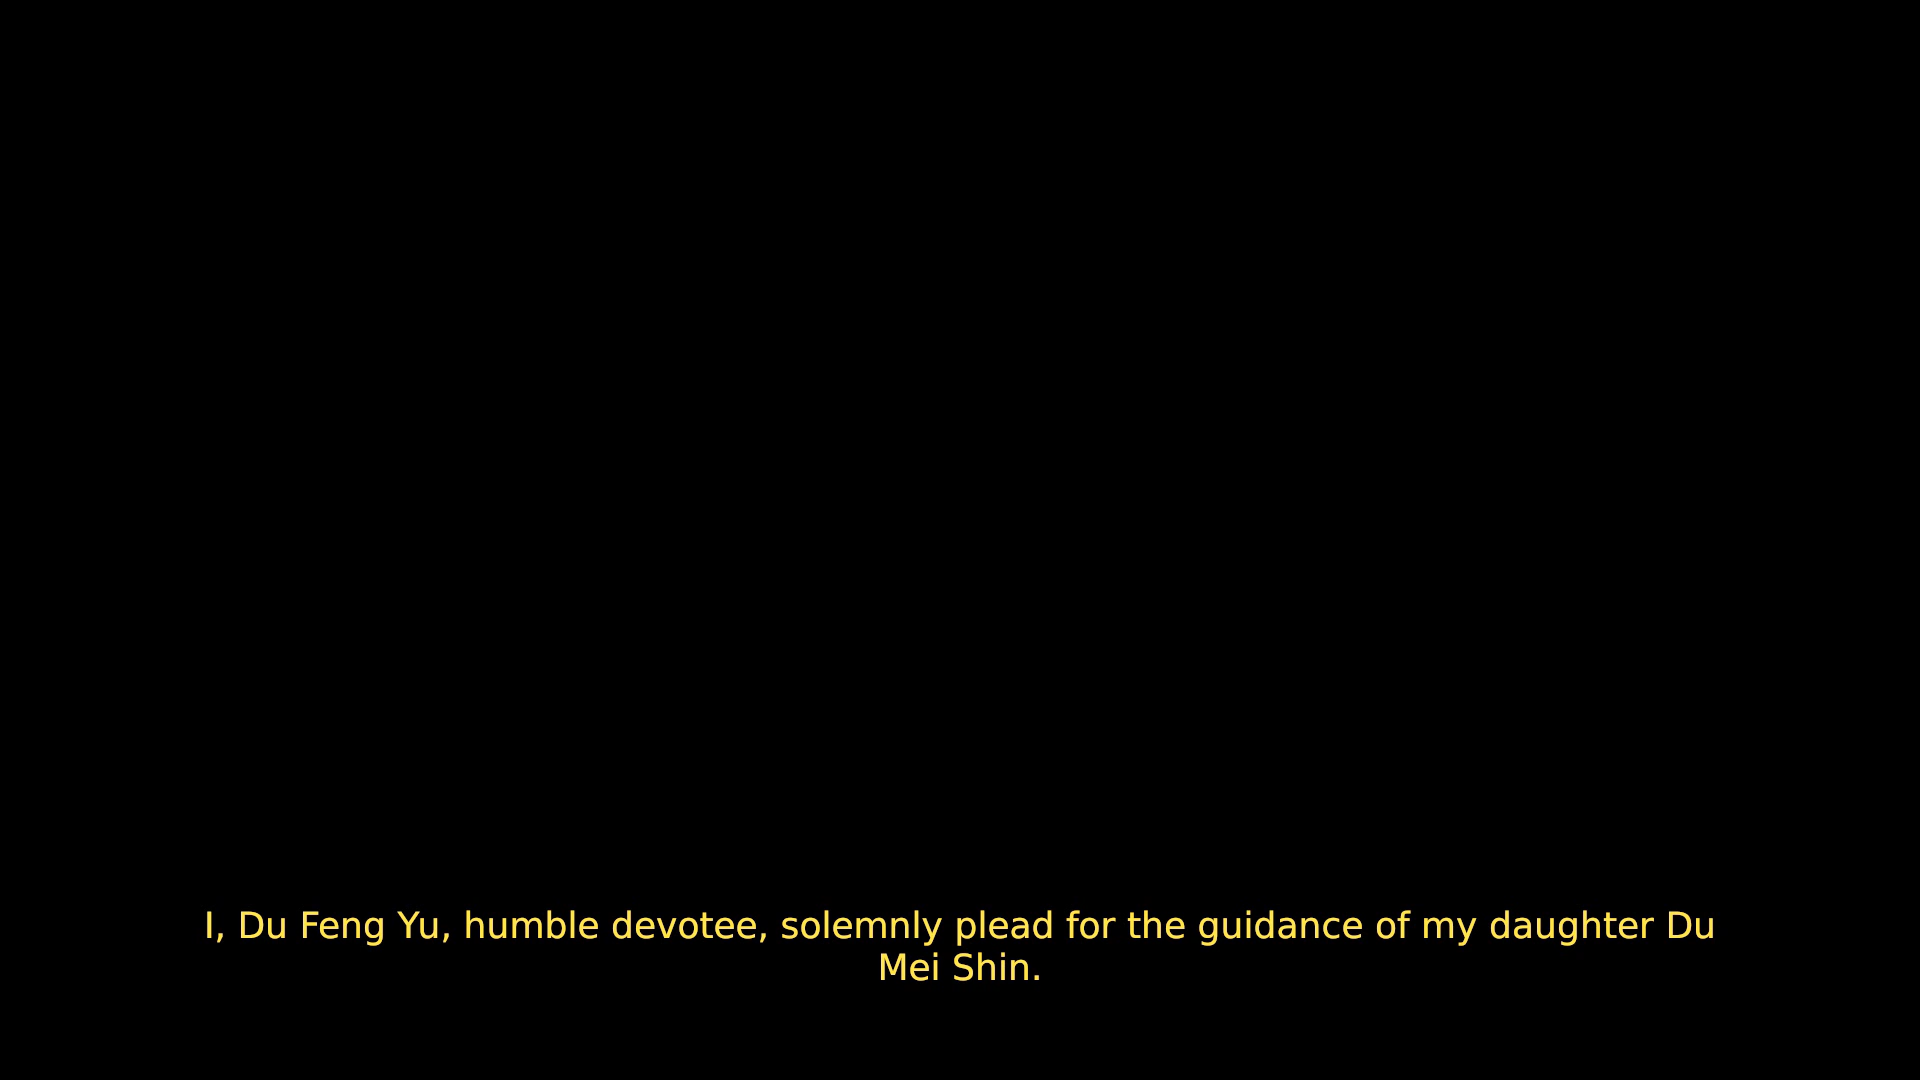 I, Du Feng Yu, humble devotee, solemnly plead for the guidance of my daughter Du
Mei Shin.